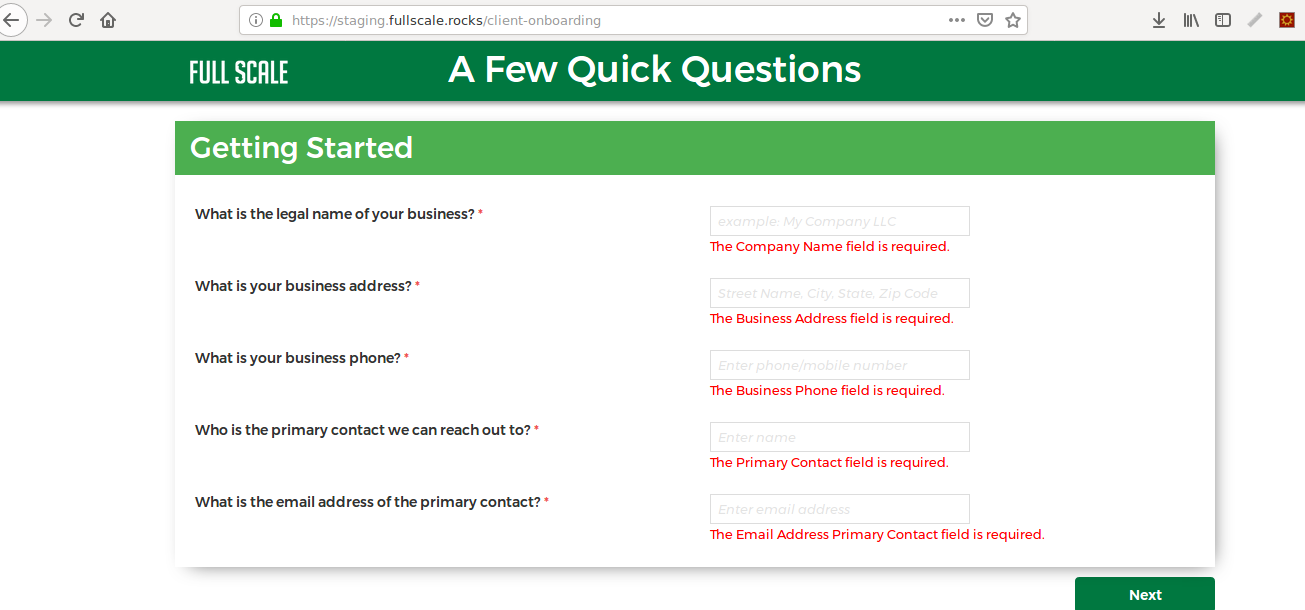 https://staging.fullscale.rocks/client-onboarding
FULL SCALE
A Few Quick Questions
Getting Started
What is the legal name of your business? *
example: My Company LLC
The Company Name field is required.
What is your business address? *
Street Name, City, State, Zip Code
The Business Address field is required.
What is your business phone? *
Enter phone/mobile number
The Business Phone field is required.
Who is the primary contact we can reach out to? *
Enter name
The Primary Contact field is required.
What is the email address of the primary contact? *
Enter email address
The Email Address Primary Contact field is required.
Next